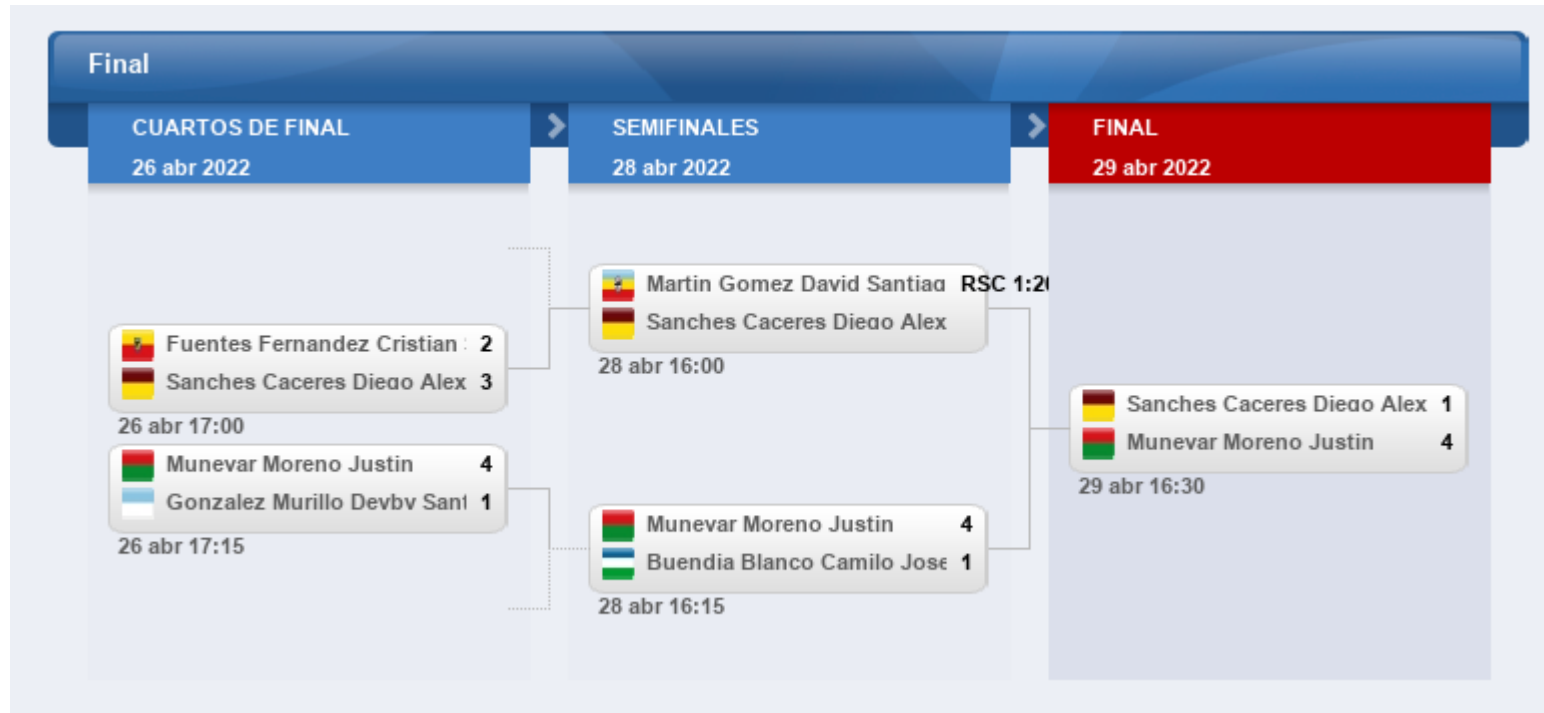 Final
CUARTOS DE FINAL
26 abr 2022
Fuentes Fernandez Cristian 2
Sanches Caceres Diego Alex 3
26 abr 17:00
Munevar Moreno Justin 4
Gonzalez Murillo Devby Sant 1
26 abr 17:15
SEMIFINALES
28 abr 2022
Martin Gomez David Santiag RSC 1:20
Sanches Caceres Diego Alex
28 abr 16:00
Munevar Moreno Justin 4
Buendia Blanco Camilo Jose 1
28 abr 16:15
FINAL
29 abr 2022
Sanches Caceres Diego Alex 1
Munevar Moreno Justin 4
29 abr 16:30